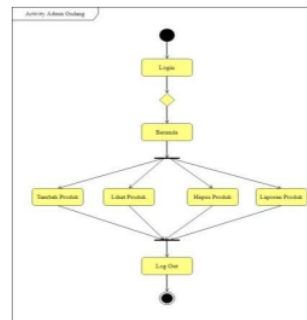 Activity Admin Gudang
Login
Beranda
Tambah Produk
Lihat Produk
Hapus Produk
Laporan Produk
Log Out